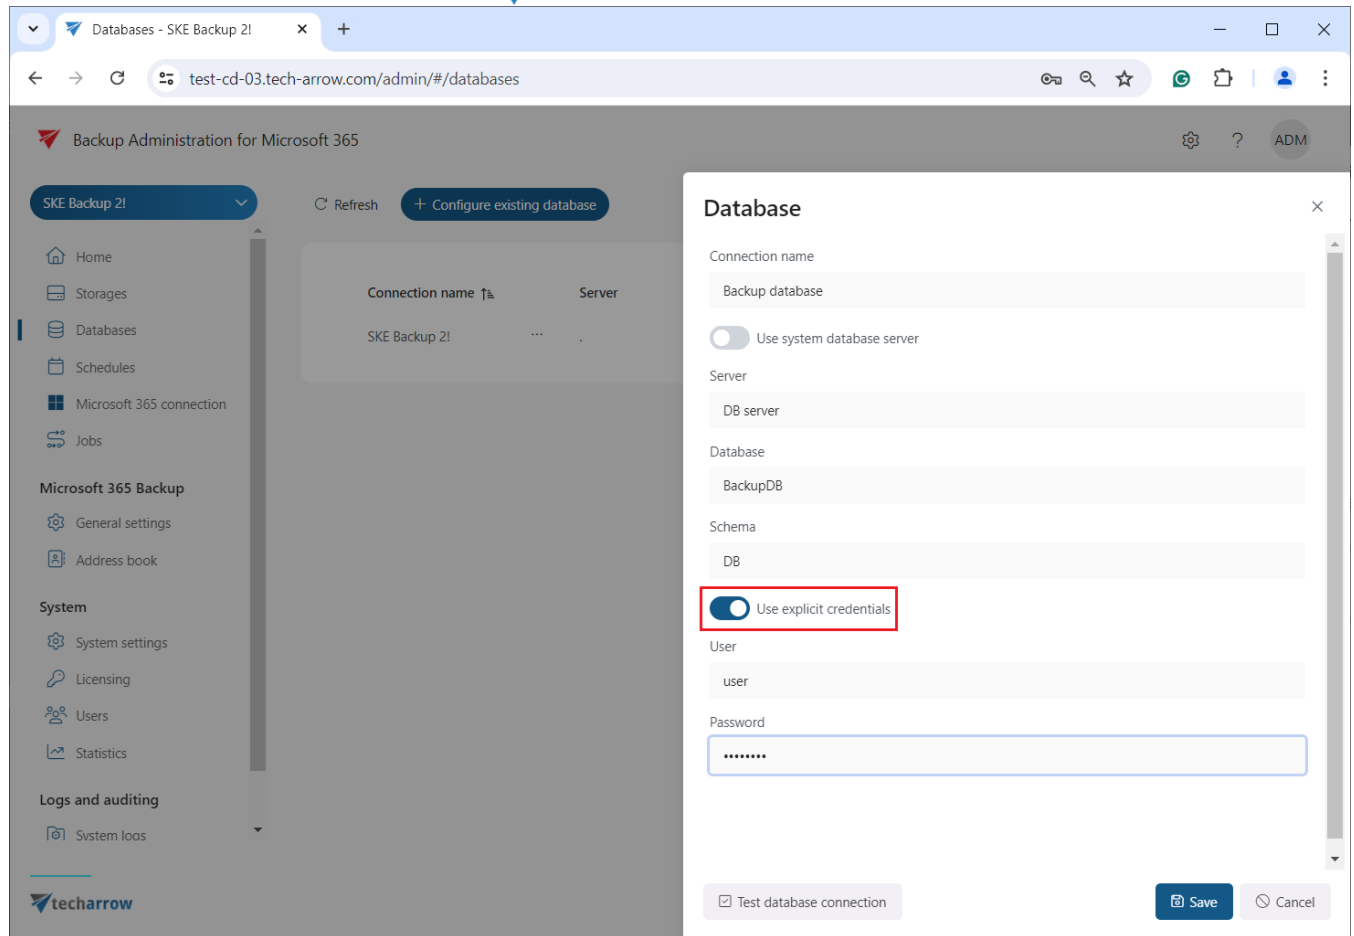 Databases - SKE Backup 2!
test-cd-03.tech-arrow.com/admin/#/databases
Backup Administration for Microsoft 365
? ADM
SKE Backup 2!
Refresh
+ Configure existing database
Home
Storages
Databases
Schedules
Microsoft 365 connection
Jobs
Microsoft 365 Backup
General settings
Address book
System
System settings
Licensing
Users
Statistics
Logs and auditing
System logs
techarrow
Connection name
Server
SKE Backup 2!
...
.
Database
Connection name
Backup database
Use system database server
Server
DB server
Database
BackupDB
Schema
DB
Use explicit credentials
User
user
Password
••••••••
Test database connection
Save
Cancel